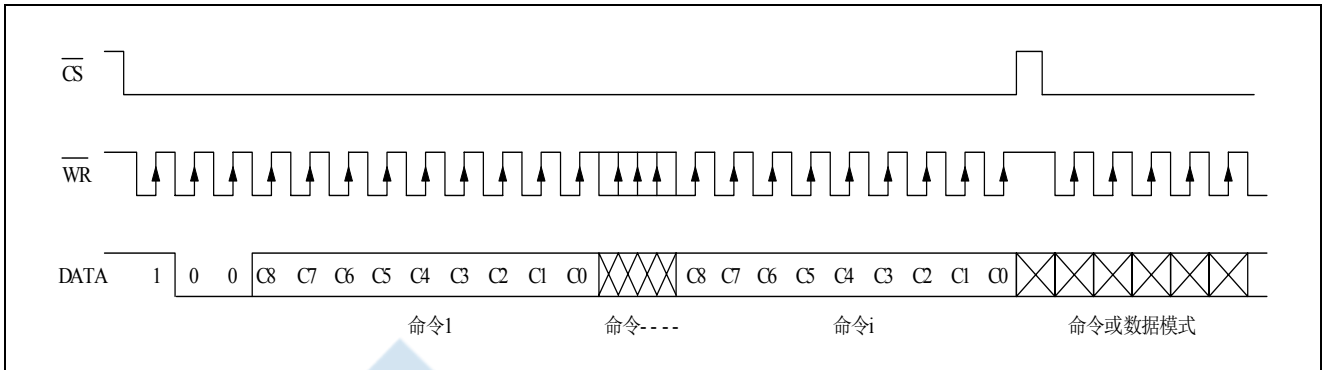 CS
WR
DATA 1 0 0 C8 C7 C6 C5 C4 C3 C2 C1 C0 C8 C7 C6 C5 C4 C3 C2 C1 C0
命令1 命令---- 命令i 命令或数据模式